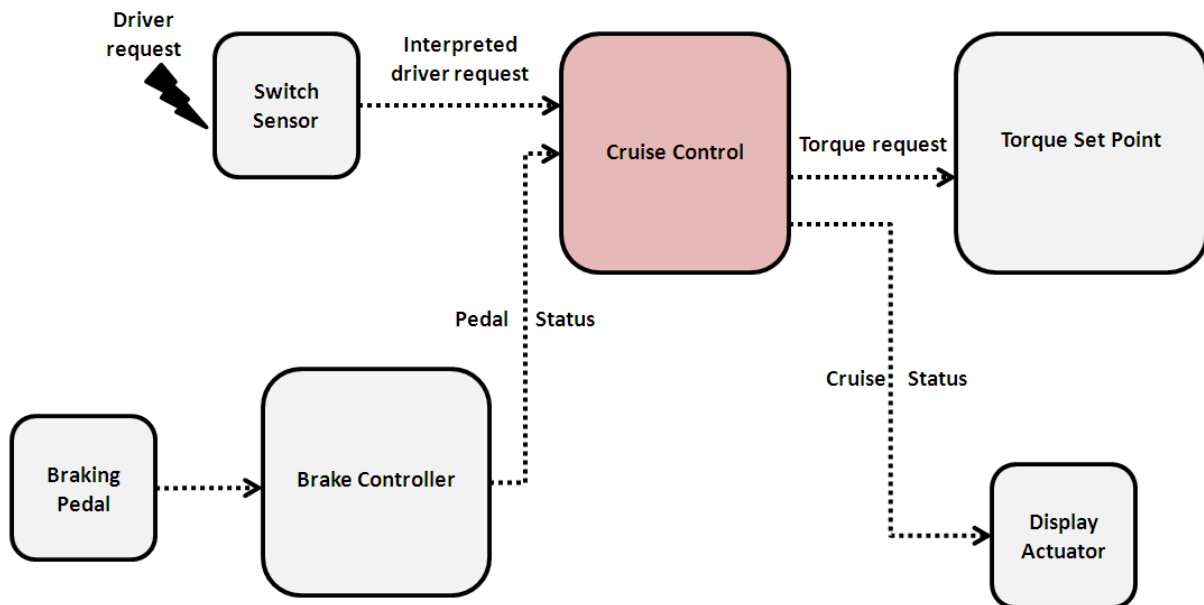 Driver
request
Switch
Sensor
Interpreted
driver request
Cruise Control
Torque request
Torque Set Point
Pedal Status
Cruise Status
Braking
Pedal
Brake Controller
Display
Actuator